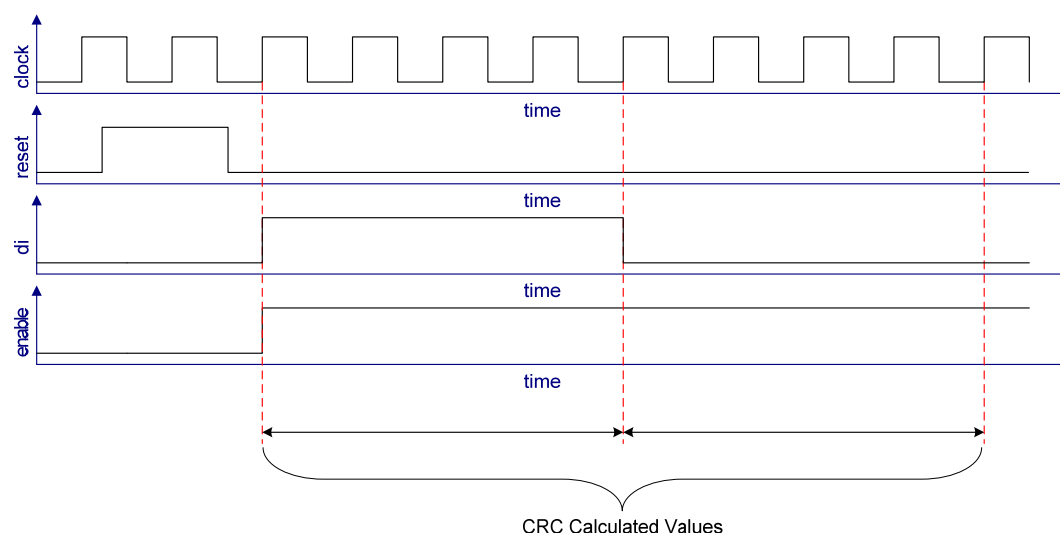 clock
time
reset
time
di
time
enable
time
CRC Calculated Values